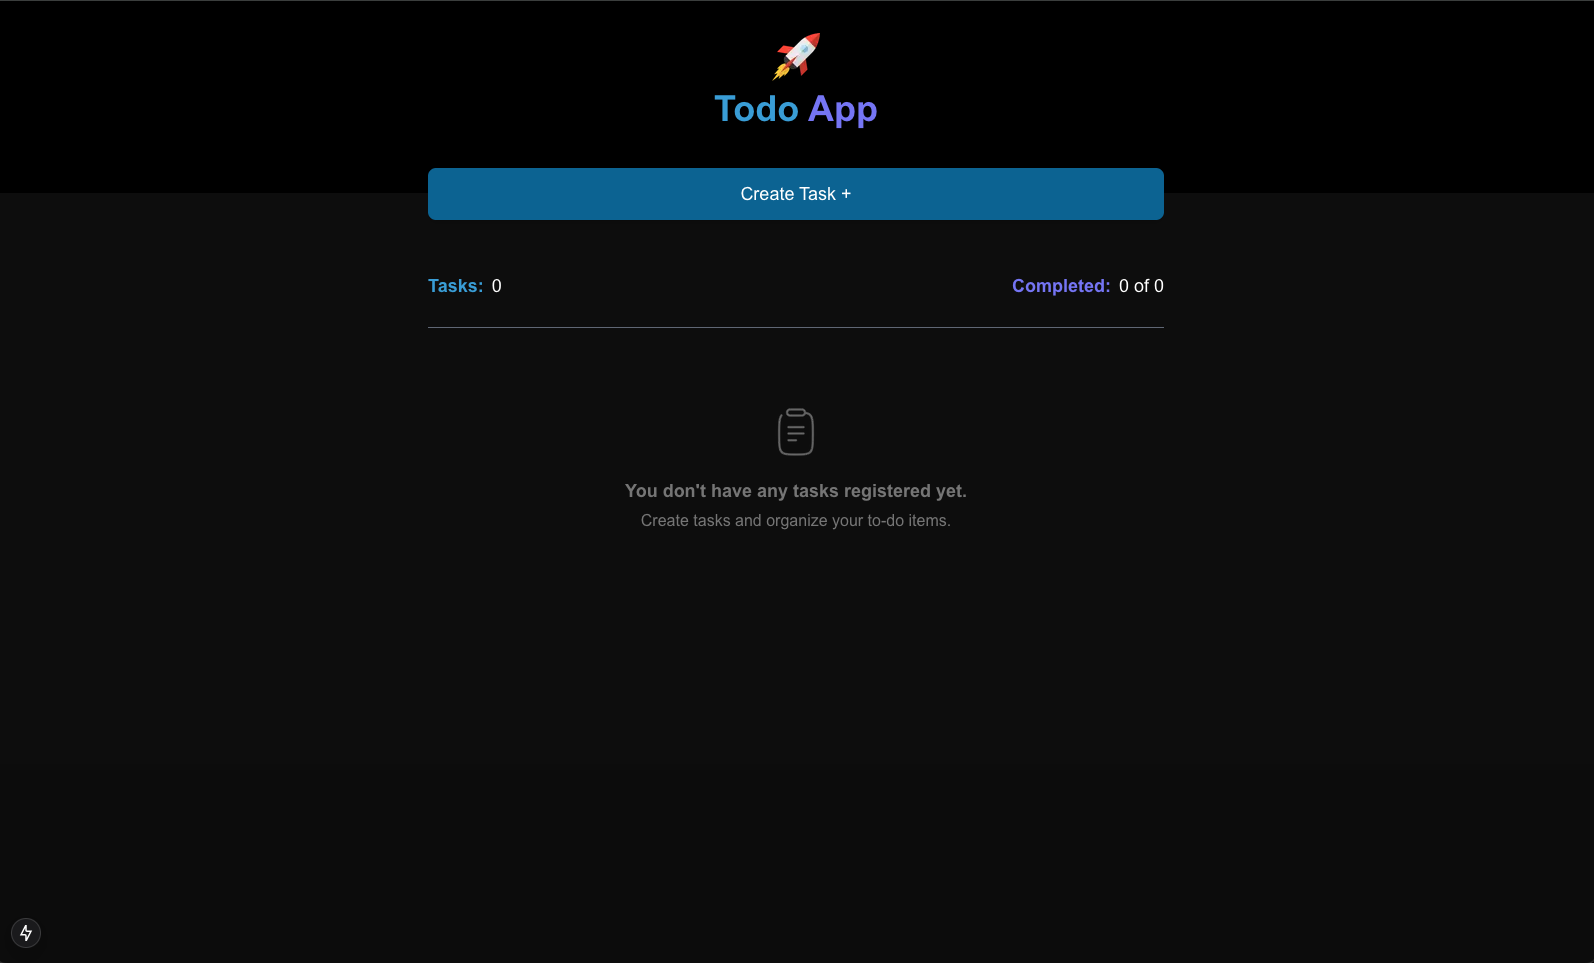 Todo App
Create Task +
Tasks: 0
Completed: 0 of 0
You don't have any tasks registered yet.
Create tasks and organize your to-do items.